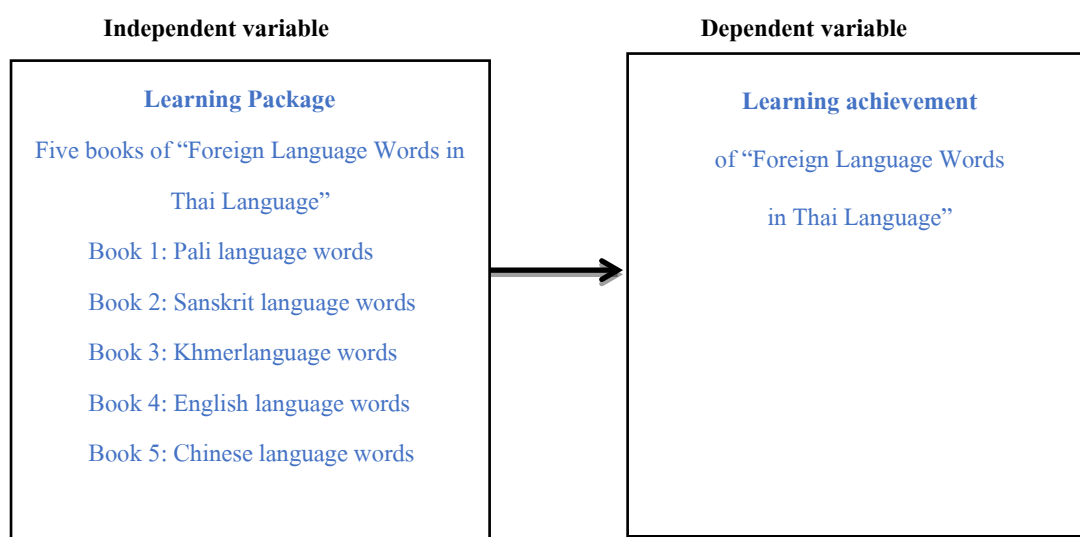 Independent variable
Dependent variable
Learning Package
Five books of “Foreign Language Words in
Thai Language”
Book 1: Pali language words
Book 2: Sanskrit language words
Book 3: Khmerlanguage words
Book 4: English language words
Book 5: Chinese language words
Learning achievement
of “Foreign Language Words
in Thai Language”